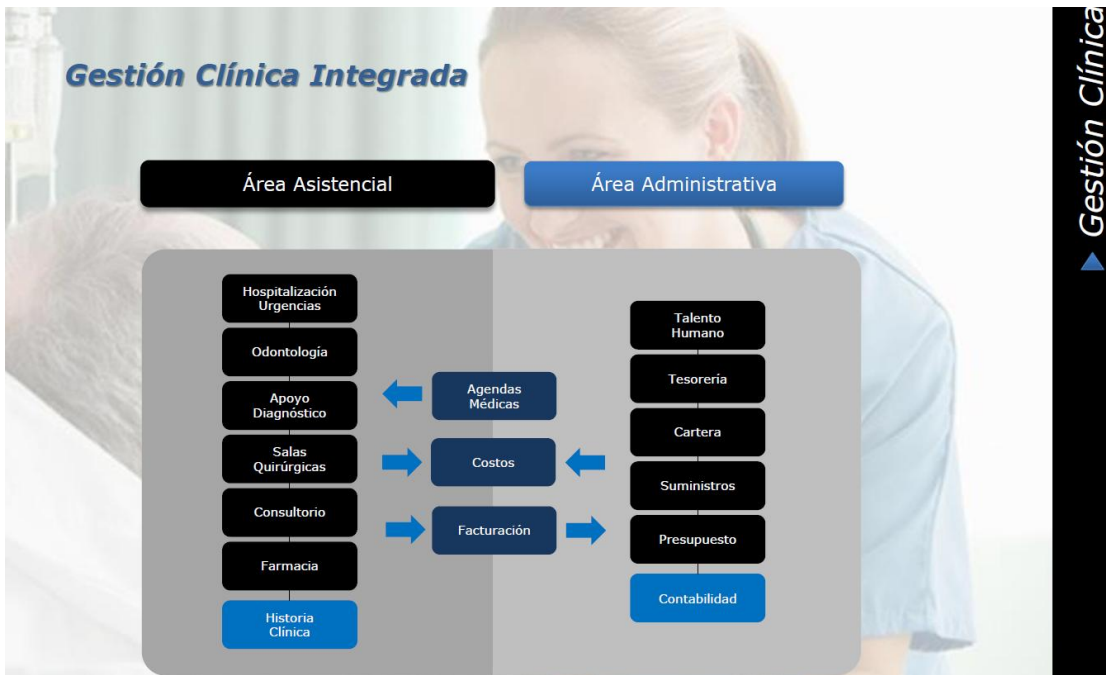 Gestión Clínica Integrada
Gestión Clínica
Área Asistencial
Área Administrativa
Hospitalización
Urgencias
Odontología
Apoyo
Diagnóstico
Salas
Quirúrgicas
Consultorio
Farmacia
Historia
Clínica
Agendas
Médicas
Costos
Facturación
Talento
Humano
Tesorería
Cartera
Suministros
Presupuesto
Contabilidad